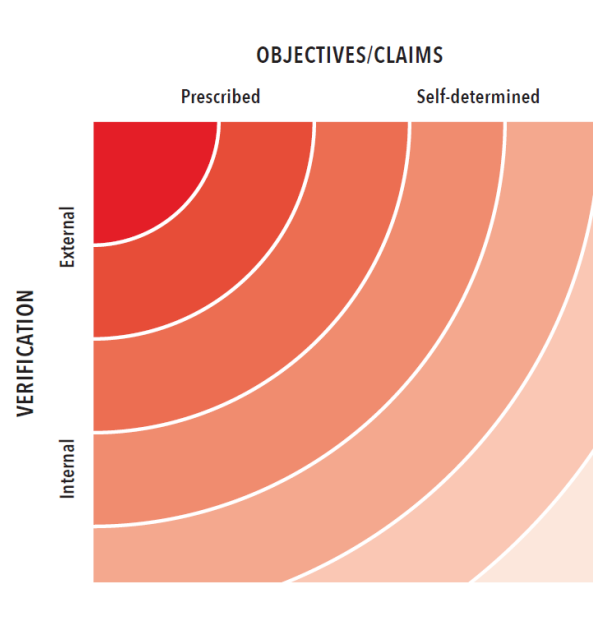 OBJECTIVES/CLAIMS
Prescribed
Self-determined
VERIFICATION
External
Internal